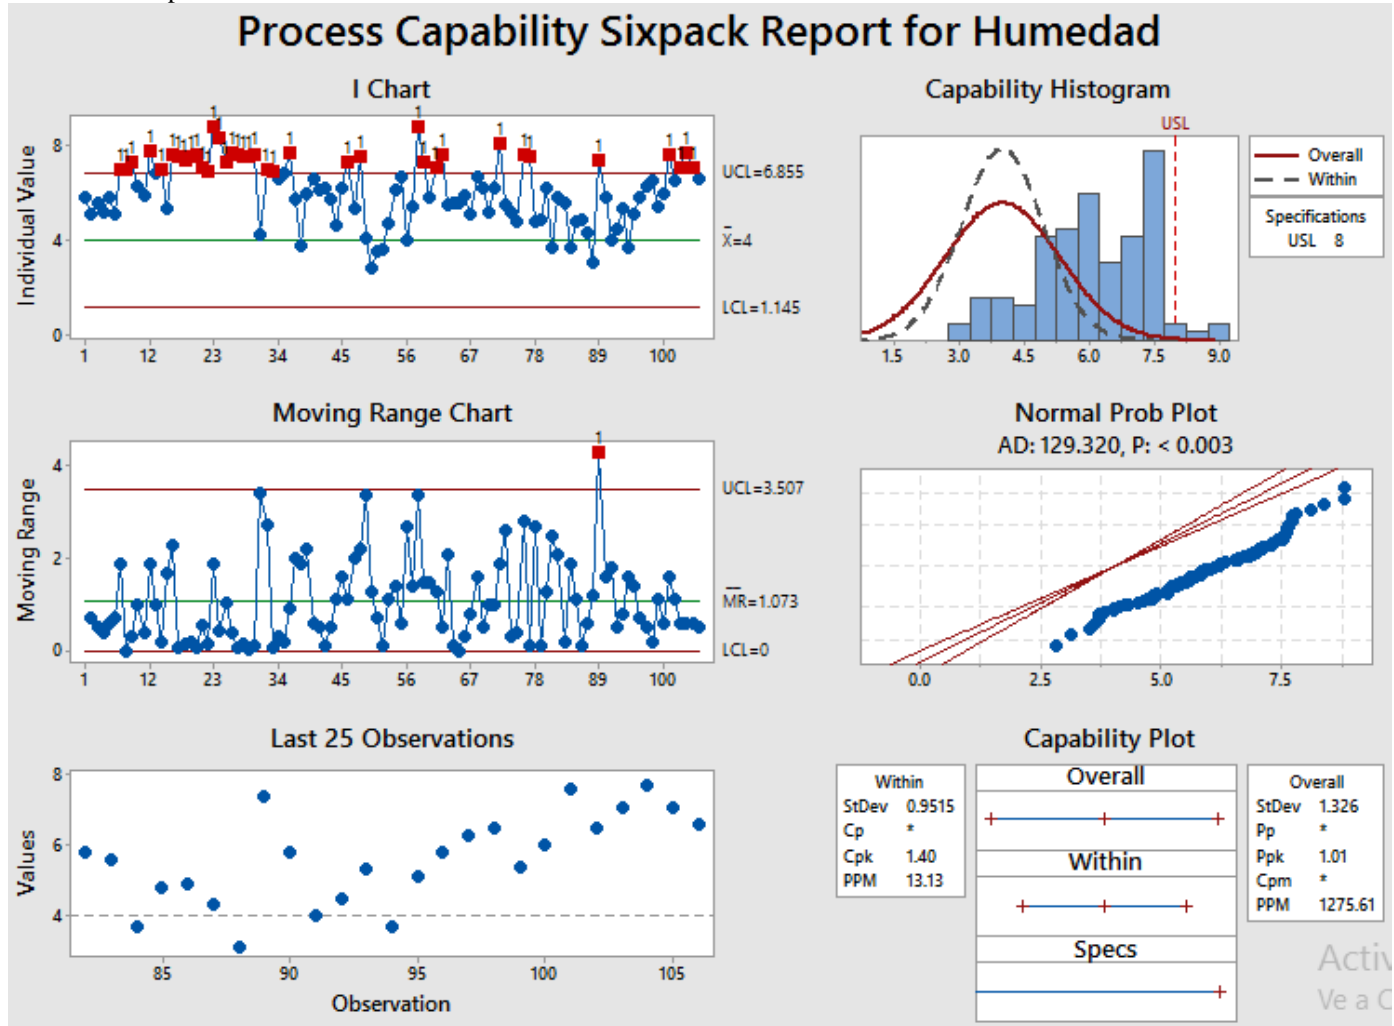 Process Capability Sixpack Report for Humedad
I Chart
Individual Value
8
4
0
1 12 23 34 45 56 67 78 89 100
UCL=6.855
X̄=4
LCL=1.145
Capability Histogram
USL
1.5 3.0 4.5 6.0 7.5 9.0
Overall
Within
Specifications
USL 8
Moving Range Chart
Moving Range
4
2
0
1 12 23 34 45 56 67 78 89 100
1
UCL=3.507
M̄R̄=1.073
LCL=0
Normal Prob Plot
AD: 129.320, P: < 0.003
0.0 2.5 5.0 7.5
Last 25 Observations
Values
8
6
4
85 90 95 100 105
Observation
Capability Plot
Within
StDev 0.9515
Cp *
Cpk 1.40
PPM 13.13
Overall
Within
Specs
Overall
StDev 1.326
Pp *
Ppk 1.01
Cpm *
PPM 1275.61
Activ
Ve a C